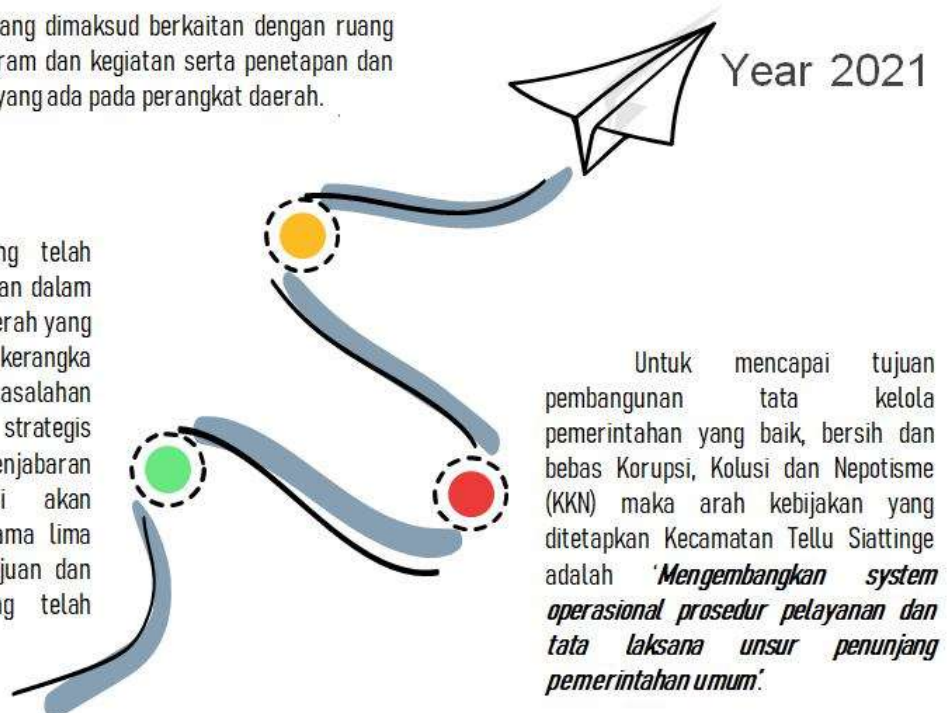 ang dimaksud berkaitan dengan ruang
ram dan kegiatan serta penetapan dan
yang ada pada perangkat daerah.
Year 2021
ng telah
an dalam
erah yang
kerangka
asalahan
strategis
enjabaran
i akan
ama lima
juan dan
ng telah
Untuk mencapai tujuan
pembangunan tata kelola
pemerintahan yang baik, bersih dan
bebas Korupsi, Kolusi dan Nepotisme
(KKN) maka arah kebijakan yang
ditetapkan Kecamatan Tellu Siattinge
adalah ‘Mengembangkan system
operasional prosedur pelayanan dan
tata laksana unsur penunjang
pemerintahan umum’.